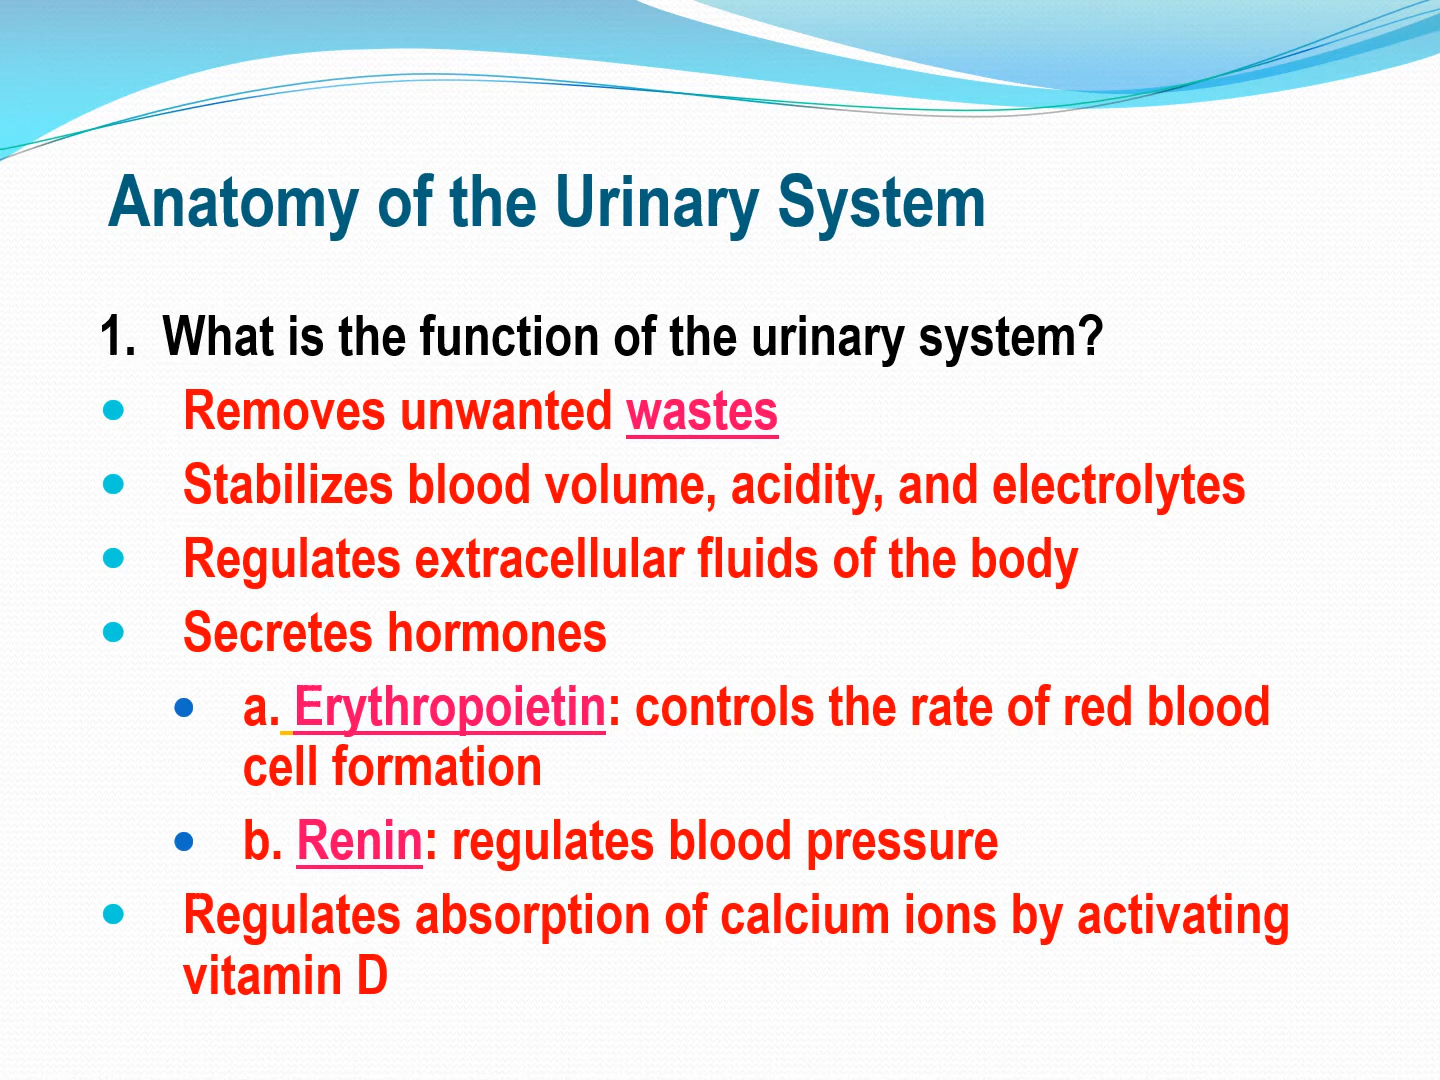 Anatomy of the Urinary System
1. What is the function of the urinary system?
• Removes unwanted wastes
• Stabilizes blood volume, acidity, and electrolytes
• Regulates extracellular fluids of the body
• Secretes hormones
• a. Erythropoietin: controls the rate of red blood
cell formation
• b. Renin: regulates blood pressure
• Regulates absorption of calcium ions by activating
vitamin D